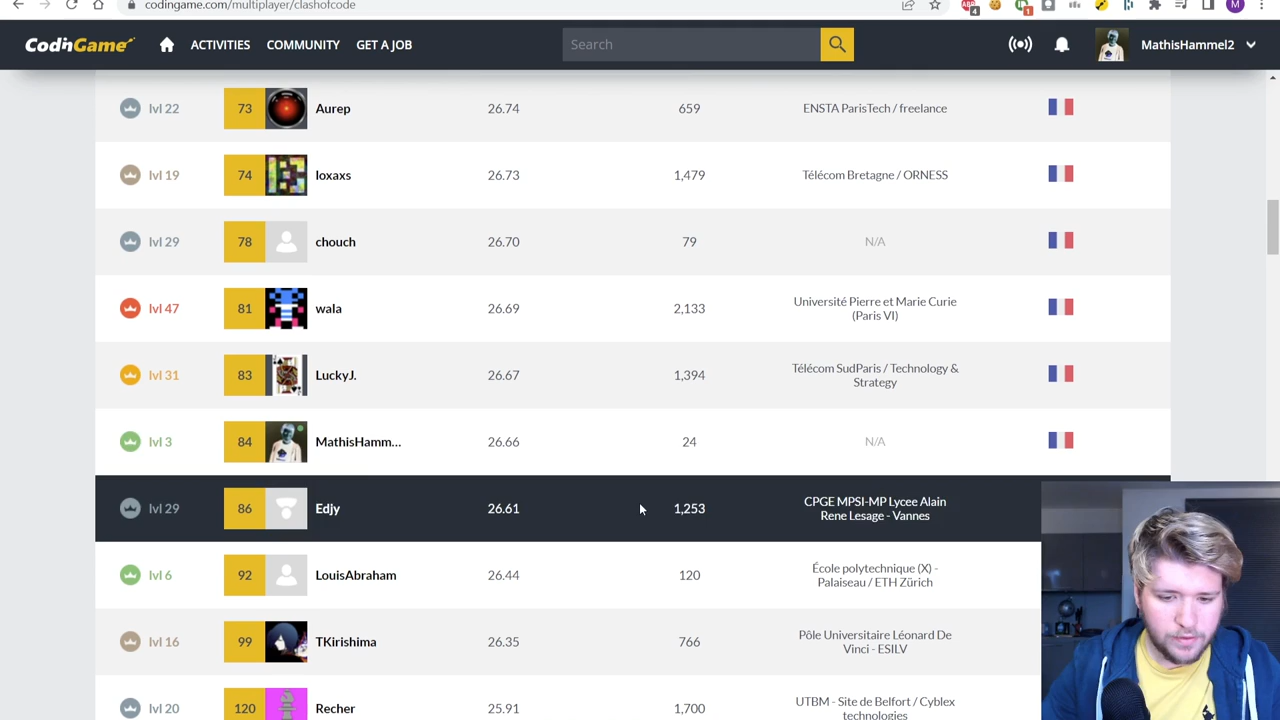 codingame.com/multiplayer/clashofcode
4
1
M
CodinGame
ACTIVITIES
COMMUNITY
GET A JOB
Search
MathisHammel2
lvl 22 73 Aurep 26.74 659 ENSTA ParisTech / freelance
lvl 19 74 loxaxs 26.73 1,479 Télécom Bretagne / ORNESS
lvl 29 78 chouch 26.70 79 N/A
lvl 47 81 wala 26.69 2,133 Université Pierre et Marie Curie
(Paris VI)
lvl 31 83 LuckyJ. 26.67 1,394 Télécom SudParis / Technology &
Strategy
lvl 3 84 MathisHamm... 26.66 24 N/A
lvl 29 86 Edjy 26.61 1,253 CPGE MPSI-MP Lycee Alain
Rene Lesage - Vannes
lvl 6 92 LouisAbraham 26.44 120 École polytechnique (X) -
Palaiseau / ETH Zürich
lvl 16 99 TKirishima 26.35 766 Pôle Universitaire Léonard De
Vinci - ESILV
lvl 20 120 Recher 25.91 1,700 UTBM - Site de Belfort / Cyblex
technologies